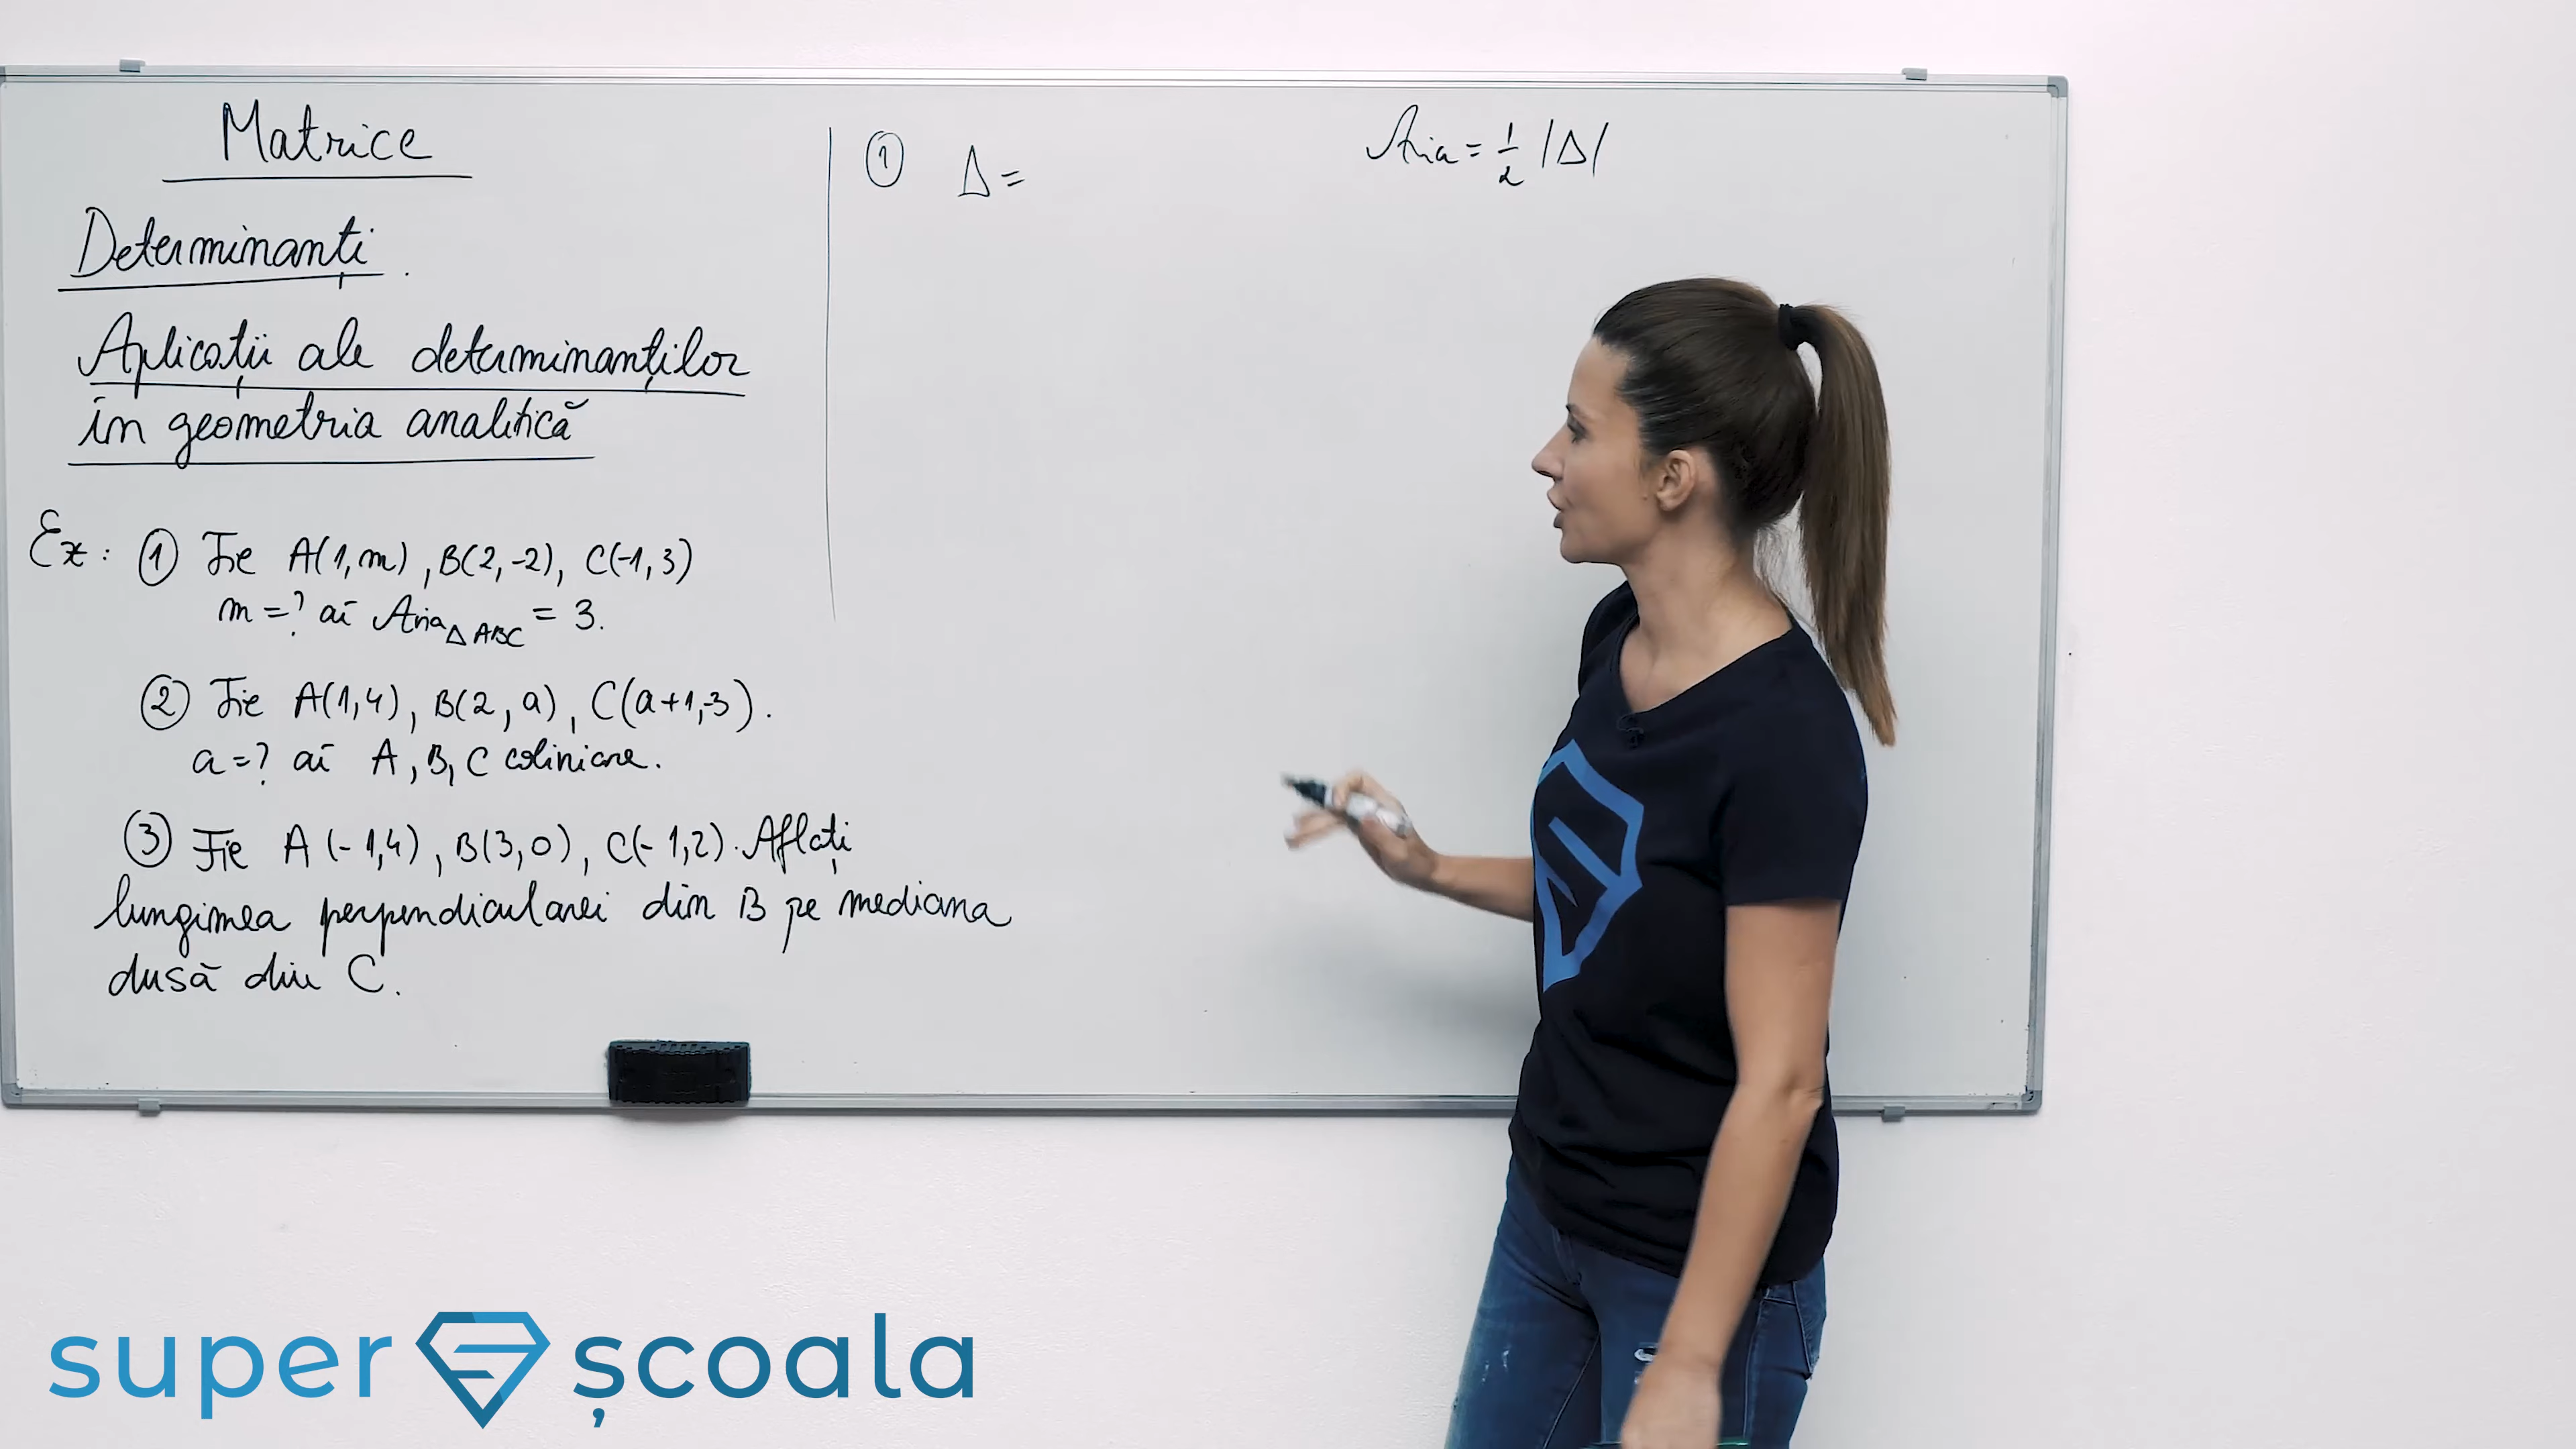 Matrice
Determinanți.
Aplicații ale determinanților
în geometria analitică
Ex: ① Fie A(1,m), B(2,-2), C(-1,3)
m=? aî Aria△ABC = 3.
② Fie A(1,4), B(2,a), C(a+1,-3).
a=? aî A,B,C coliniare.
③ Fie A(-1,4), B(3,0), C(-1,2). Aflați
lungimea perpendicularei din B pe mediana
dusă din C.
① Δ=
Aria = 1/2 |Δ|
super școala